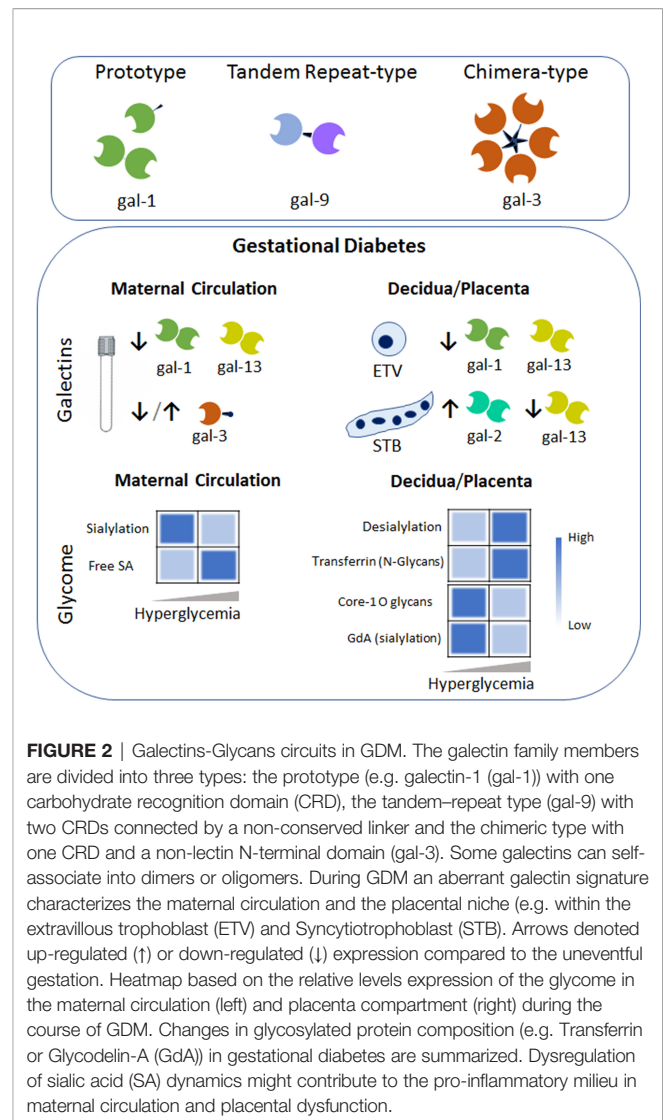 Prototype
Tandem Repeat-type
Chimera-type
gal-1
gal-9
gal-3
Gestational Diabetes
Maternal Circulation
Decidua/Placenta
Galectins
↓
gal-1
gal-13
↓/↑
gal-3
ETV
↓
gal-1
gal-13
STB
↑
gal-2
↓
gal-13
Maternal Circulation
Decidua/Placenta
Glycome
Sialylation
Free SA
Hyperglycemia
Desialylation
Transferrin (N-Glycans)
Core-1 O glycans
GdA (sialylation)
Hyperglycemia
High
Low
FIGURE 2 | Galectins-Glycans circuits in GDM. The galectin family members
are divided into three types: the prototype (e.g. galectin-1 (gal-1)) with one
carbohydrate recognition domain (CRD), the tandem–repeat type (gal-9) with
two CRDs connected by a non-conserved linker and the chimeric type with
one CRD and a non-lectin N-terminal domain (gal-3). Some galectins can self-
associate into dimers or oligomers. During GDM an aberrant galectin signature
characterizes the maternal circulation and the placental niche (e.g. within the
extravillous trophoblast (ETV) and Syncytiotrophoblast (STB). Arrows denoted
up-regulated (↑) or down-regulated (↓) expression compared to the uneventful
gestation. Heatmap based on the relative levels expression of the glycome in
the maternal circulation (left) and placenta compartment (right) during the
course of GDM. Changes in glycosylated protein composition (e.g. Transferrin
or Glycodelin-A (GdA)) in gestational diabetes are summarized. Dysregulation
of sialic acid (SA) dynamics might contribute to the pro-inflammatory milieu in
maternal circulation and placental dysfunction.